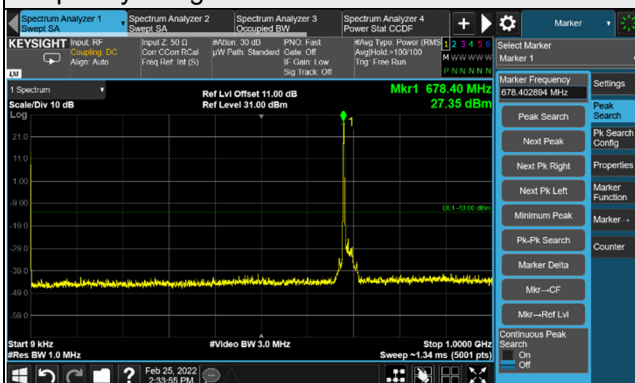 Spectrum Analyzer 1
Swept SA
Spectrum Analyzer 2
Swept SA
Spectrum Analyzer 3
Occupied BW
Spectrum Analyzer 4
Power Stat CCDF
Marker
KEYSIGHT
Input: RF
Coupling: DC
Align: Auto
Input Z: 50 Ω
Corr CCorr RCal
Freq Ref: Int (S)
#Atten: 30 dB
µW Path: Standard
PNO: Fast
Gate: Off
IF Gain: Low
Sig Track: Off
#Avg Type: Power (RMS
Avg|Hold:>100/100
Trig: Free Run
1 2 3 4 5 6
M W W W W W
P N N N N N
Select Marker
Marker 1
LXI
1 Spectrum
Scale/Div 10 dB
Log
Ref Lvl Offset 11.00 dB
Ref Level 31.00 dBm
Mkr1 678.40 MHz
27.35 dBm
1
21.0
11.0
1.00
-9.00
-19.0
-29.0
-39.0
-49.0
-59.0
DL1 -13.00 dBm
Start 9 kHz
#Res BW 1.0 MHz
#Video BW 3.0 MHz
Stop 1.0000 GHz
Sweep ~1.34 ms (5001 pts)
Marker Frequency
678.402894 MHz
Peak Search
Next Peak
Next Pk Right
Next Pk Left
Minimum Peak
Pk-Pk Search
Marker Delta
Mkr→CF
Mkr→Ref Lvl
Continuous Peak
Search
On
Off
Settings
Peak
Search
Pk Search
Config
Properties
Marker
Function
Marker→
Counter
?
Feb 25, 2022
2:33:55 PM